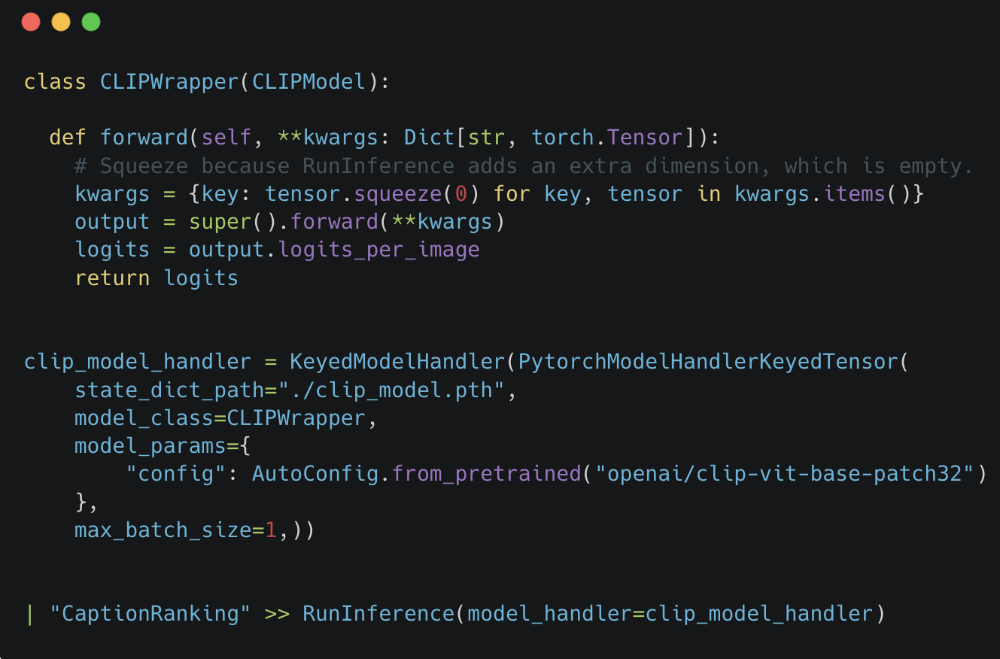 class CLIPWrapper(CLIPModel):
def forward(self, **kwargs: Dict[str, torch.Tensor]):
# Squeeze because RunInference adds an extra dimension, which is empty.
kwargs = {key: tensor.squeeze(0) for key, tensor in kwargs.items()}
output = super().forward(**kwargs)
logits = output.logits_per_image
return logits
clip_model_handler = KeyedModelHandler(PytorchModelHandlerKeyedTensor(
state_dict_path="./clip_model.pth",
model_class=CLIPWrapper,
model_params={
"config": AutoConfig.from_pretrained("openai/clip-vit-base-patch32")
},
max_batch_size=1,))
| "CaptionRanking" >> RunInference(model_handler=clip_model_handler)